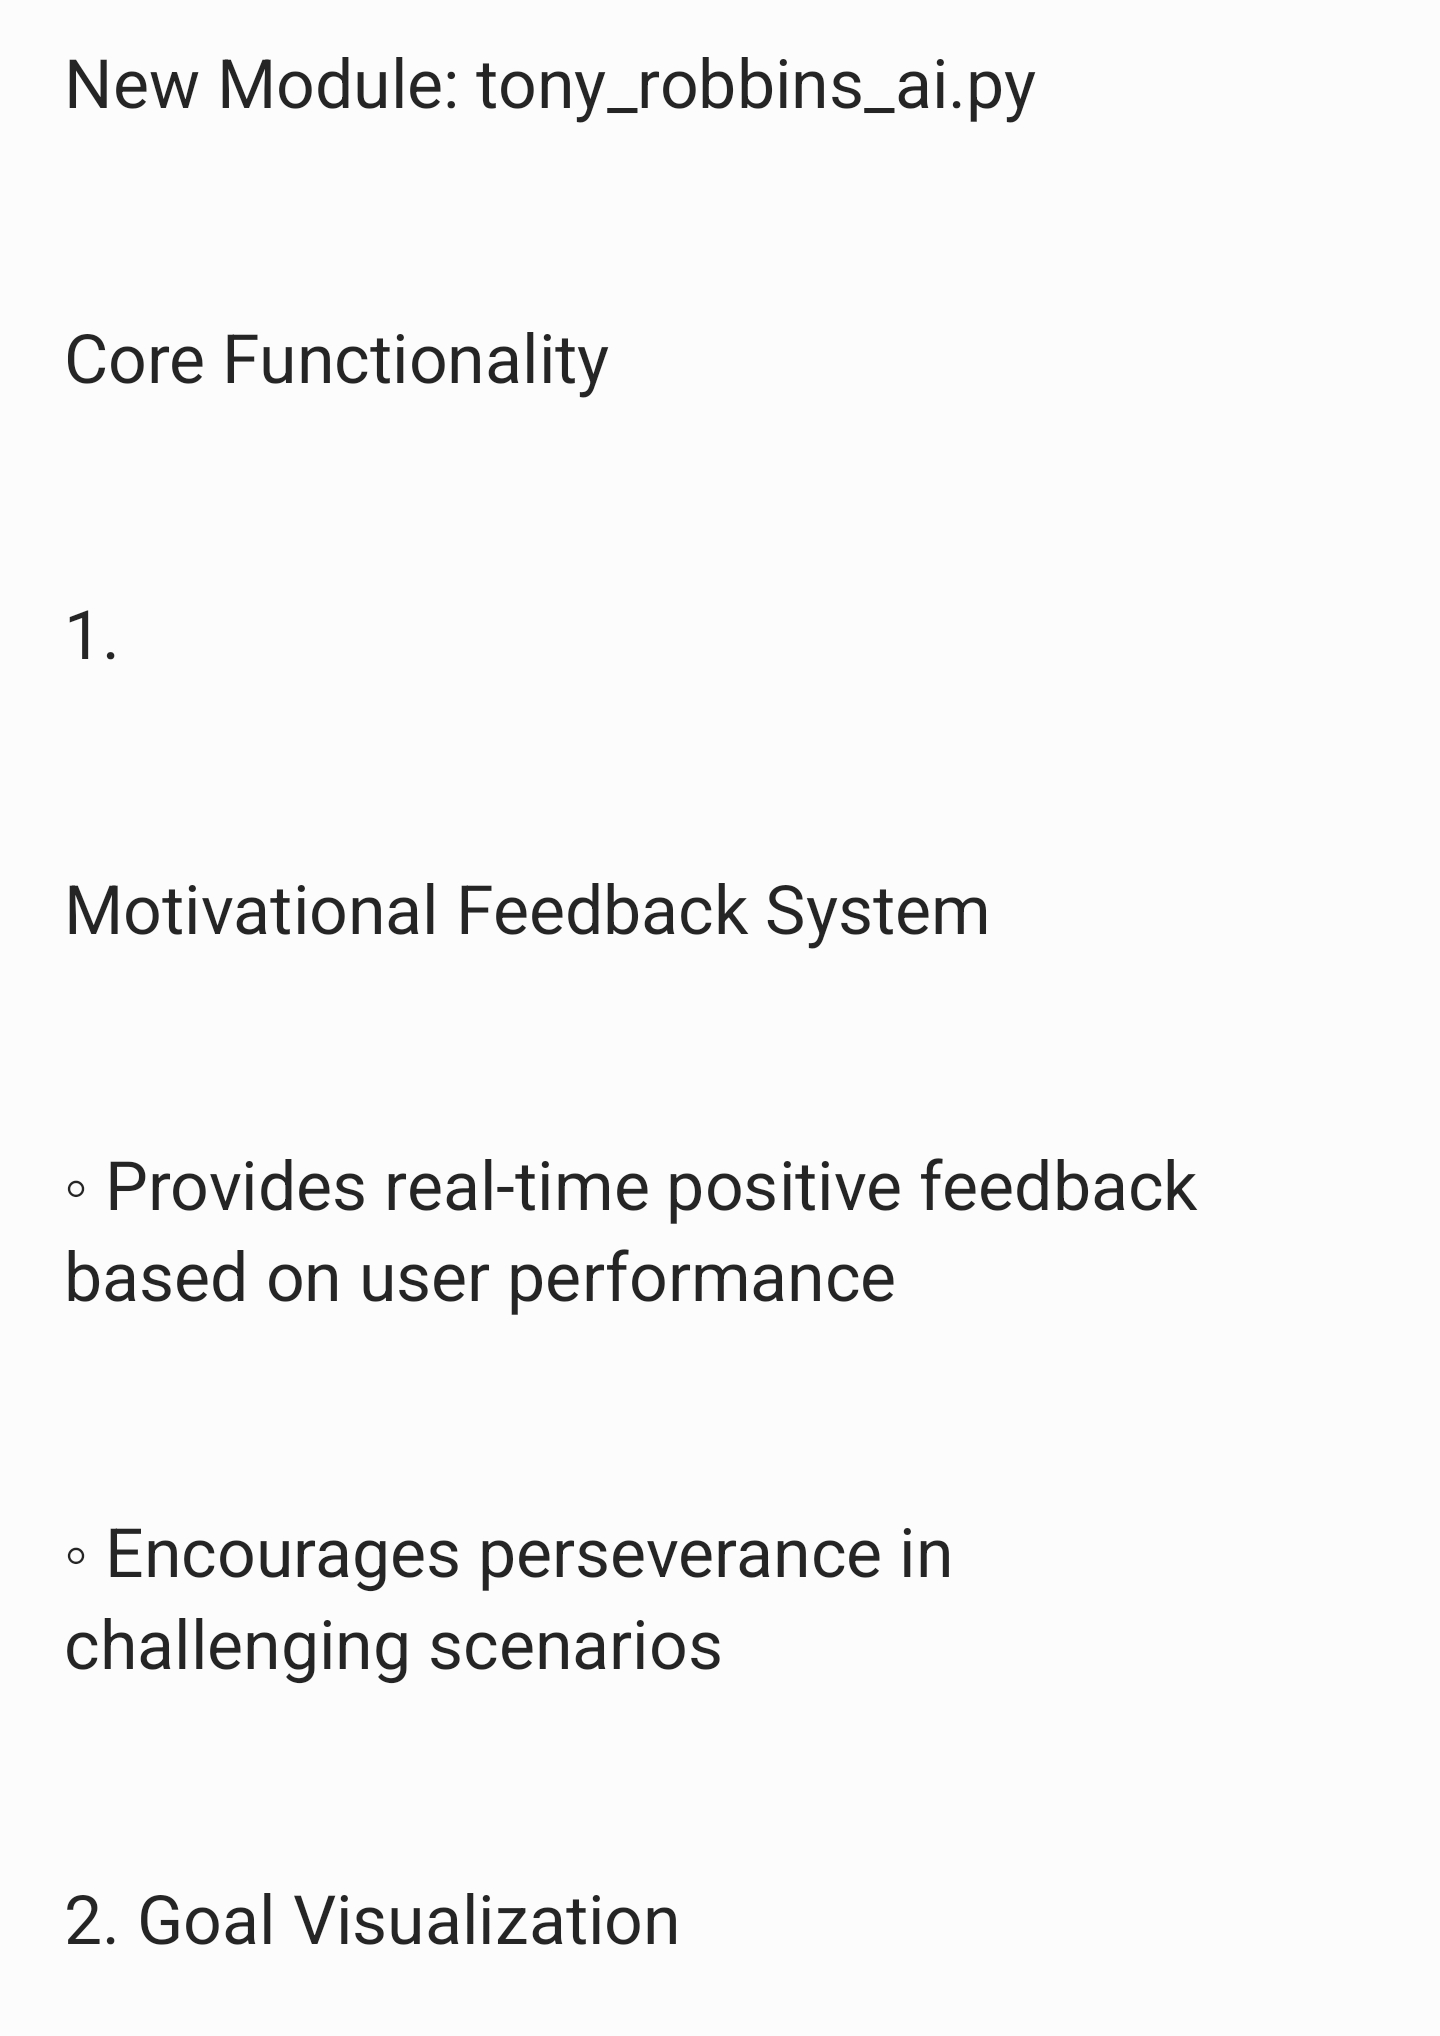 New Module: tony_robbins_ai.py
Core Functionality
1.
Motivational Feedback System
◦ Provides real-time positive feedback
based on user performance
◦ Encourages perseverance in
challenging scenarios
2. Goal Visualization